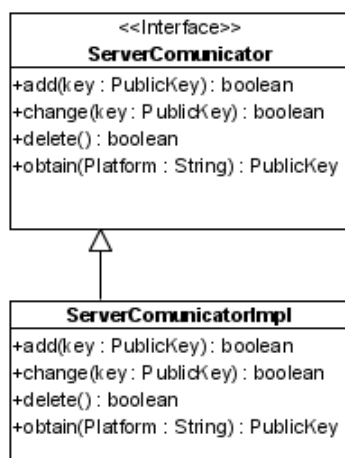 <<Interface>>
ServerComunicator
+add(key : PublicKey) : boolean
+change(key : PublicKey) : boolean
+delete() : boolean
+obtain(Platform : String) : PublicKey
ServerComunicatorImpl
+add(key : PublicKey) : boolean
+change(key : PublicKey) : boolean
+delete() : boolean
+obtain(Platform : String) : PublicKey